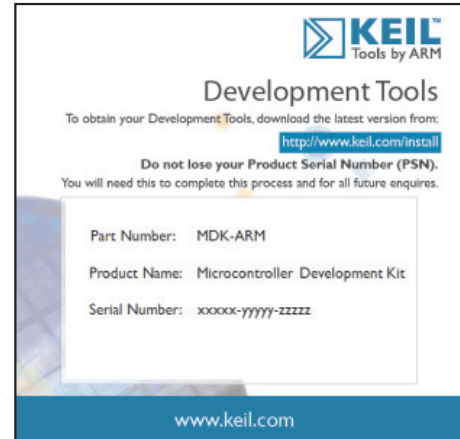 KEIL™
Tools by ARM
Development Tools
To obtain your Development Tools, download the latest version from:
http://www.keil.com/install
Do not lose your Product Serial Number (PSN).
You will need this to complete this process and for all future enquires.
Part Number: MDK-ARM
Product Name: Microcontroller Development Kit
Serial Number: xxxxx-yyyyy-zzzzz
www.keil.com